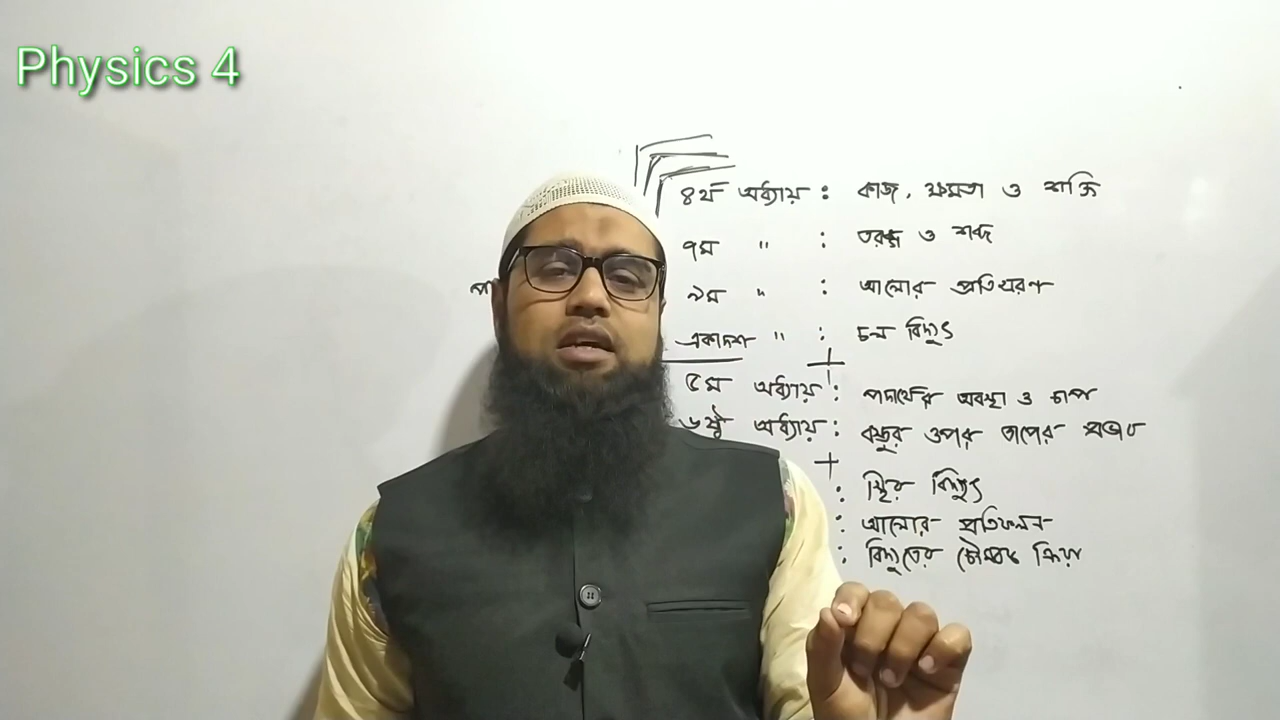 Physics 4
৪র্থ অধ্যায় : কাজ, ক্ষমতা ও শক্তি
৭ম " : তরঙ্গ ও শব্দ
পা
৯ম " : আলোর প্রতিসরণ
একাদশ " : চল বিদ্যুৎ
+
৫ম অধ্যায় : পদার্থের অবস্থা ও চাপ
৬ষ্ঠ অধ্যায় : বস্তুর ওপর তাপের প্রভাব
+
: স্থির বিদ্যুৎ
: আলোর প্রতিফলন
: বিদ্যুতের চৌম্বক ক্রিয়া